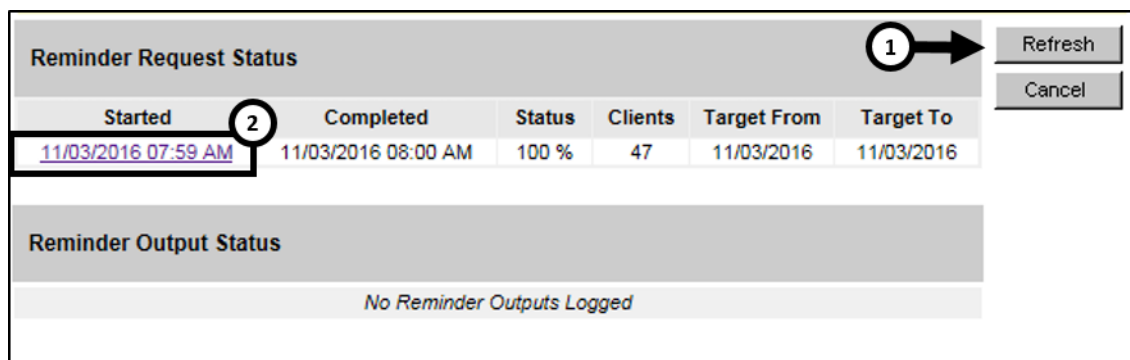 Reminder Request Status
1
Refresh
Cancel
Started 2 Completed Status Clients Target From Target To
11/03/2016 07:59 AM 11/03/2016 08:00 AM 100 % 47 11/03/2016 11/03/2016
Reminder Output Status
No Reminder Outputs Logged